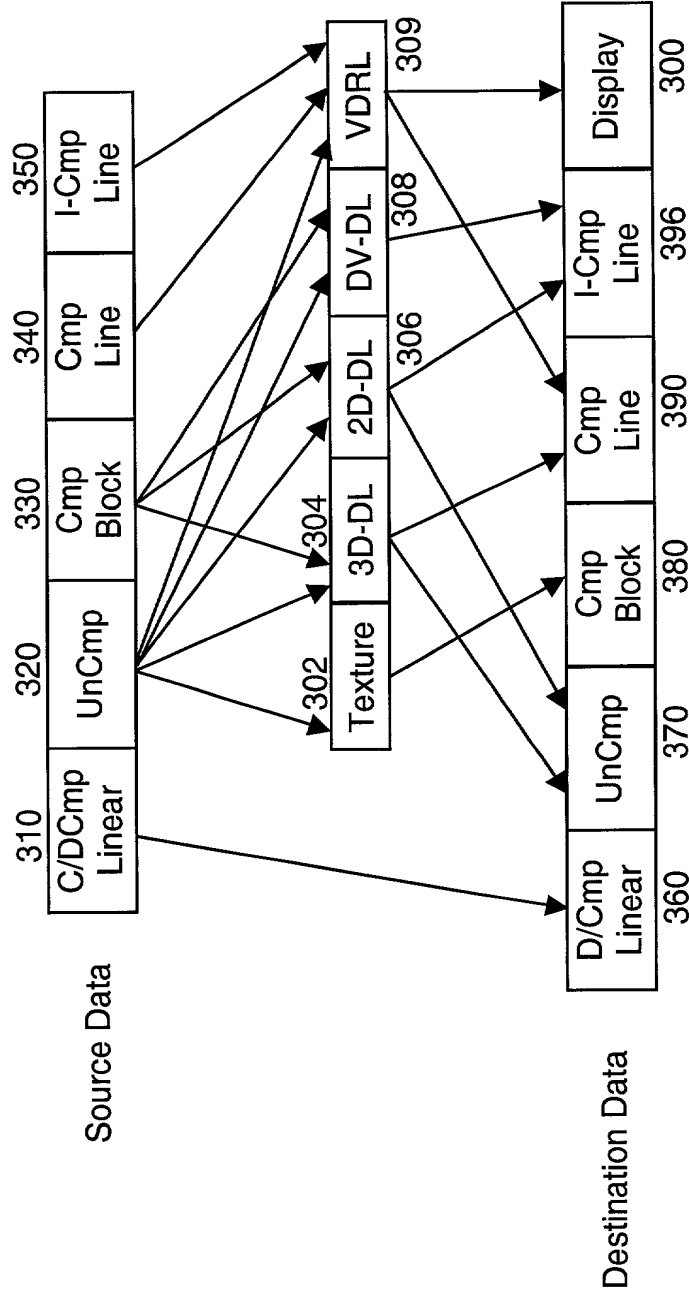 310 320 330 340 350
C/DCmp
Linear
UnCmp
Cmp
Block
Cmp
Line
I-Cmp
Line
Source Data
302 304 306 308 309
Texture
3D-DL
2D-DL
DV-DL
VDRL
D/Cmp
Linear
UnCmp
Cmp
Block
Cmp
Line
I-Cmp
Line
Display
360 370 380 390 396 300
Destination Data